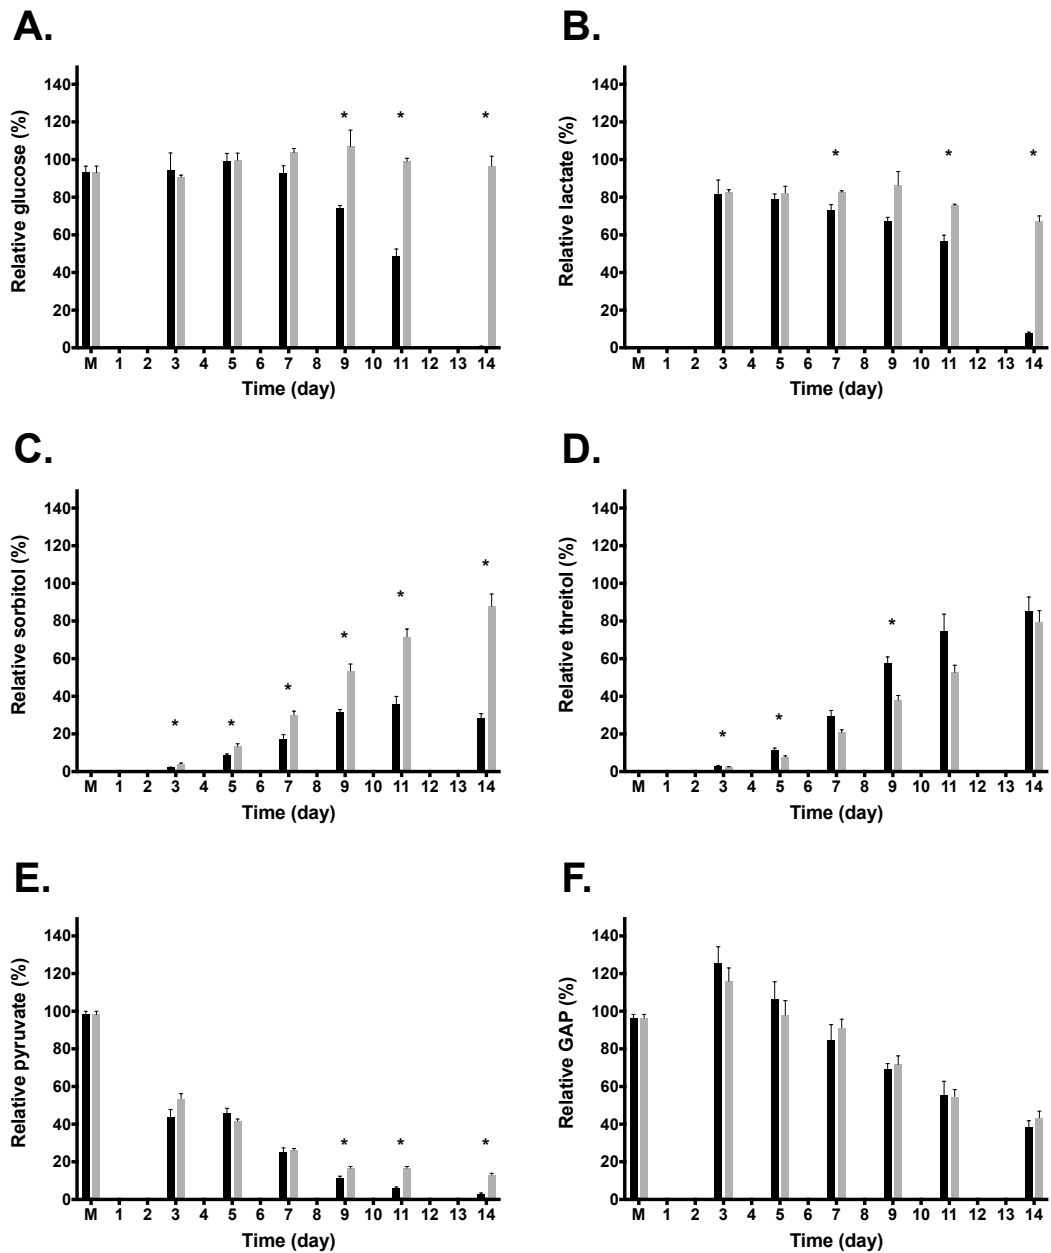 A.
Relative glucose (%)
140
120
100
80
60
40
20
0
* * *
M 1 2 3 4 5 6 7 8 9 10 11 12 13 14
Time (day)
B.
Relative lactate (%)
140
120
100
80
60
40
20
0
* * *
M 1 2 3 4 5 6 7 8 9 10 11 12 13 14
Time (day)
C.
Relative sorbitol (%)
140
120
100
80
60
40
20
0
* * * * * *
M 1 2 3 4 5 6 7 8 9 10 11 12 13 14
Time (day)
D.
Relative threitol (%)
140
120
100
80
60
40
20
0
* * *
M 1 2 3 4 5 6 7 8 9 10 11 12 13 14
Time (day)
E.
Relative pyruvate (%)
140
120
100
80
60
40
20
0
* * *
M 1 2 3 4 5 6 7 8 9 10 11 12 13 14
Time (day)
F.
Relative GAP (%)
140
120
100
80
60
40
20
0
M 1 2 3 4 5 6 7 8 9 10 11 12 13 14
Time (day)